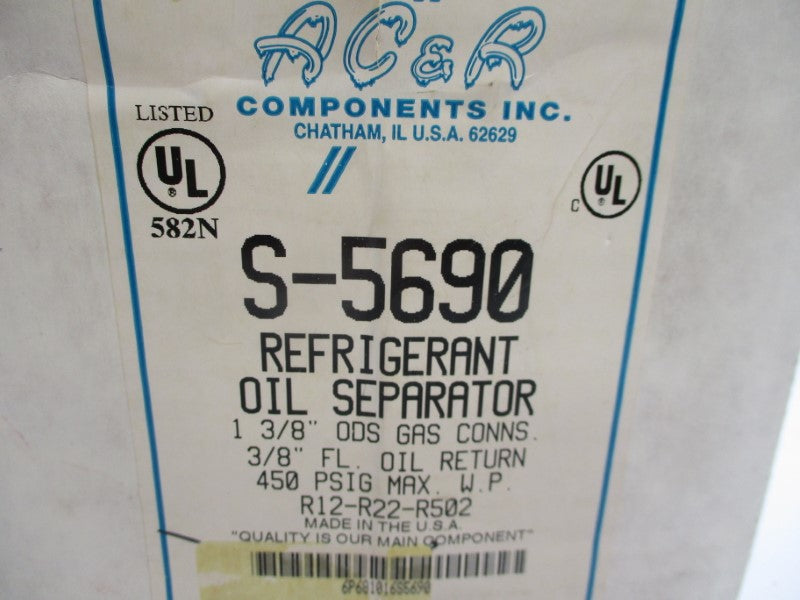 AC&R
COMPONENTS INC.
CHATHAM, IL U.S.A. 62629
LISTED
UL
®
582N
C
UL
®
S-5690
REFRIGERANT
OIL SEPARATOR
1 3/8" ODS GAS CONNS.
3/8" FL. OIL RETURN
450 PSIG MAX. W.P.
R12-R22-R502
MADE IN THE U.S.A.
"QUALITY IS OUR MAIN COMPONENT"
6P681016S5690